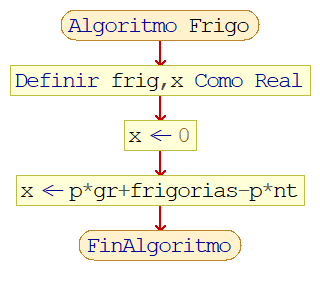 Algoritmo Frigo
Definir frig,x Como Real
x ← 0
x ← p*gr+frigorias-p*nt
FinAlgoritmo